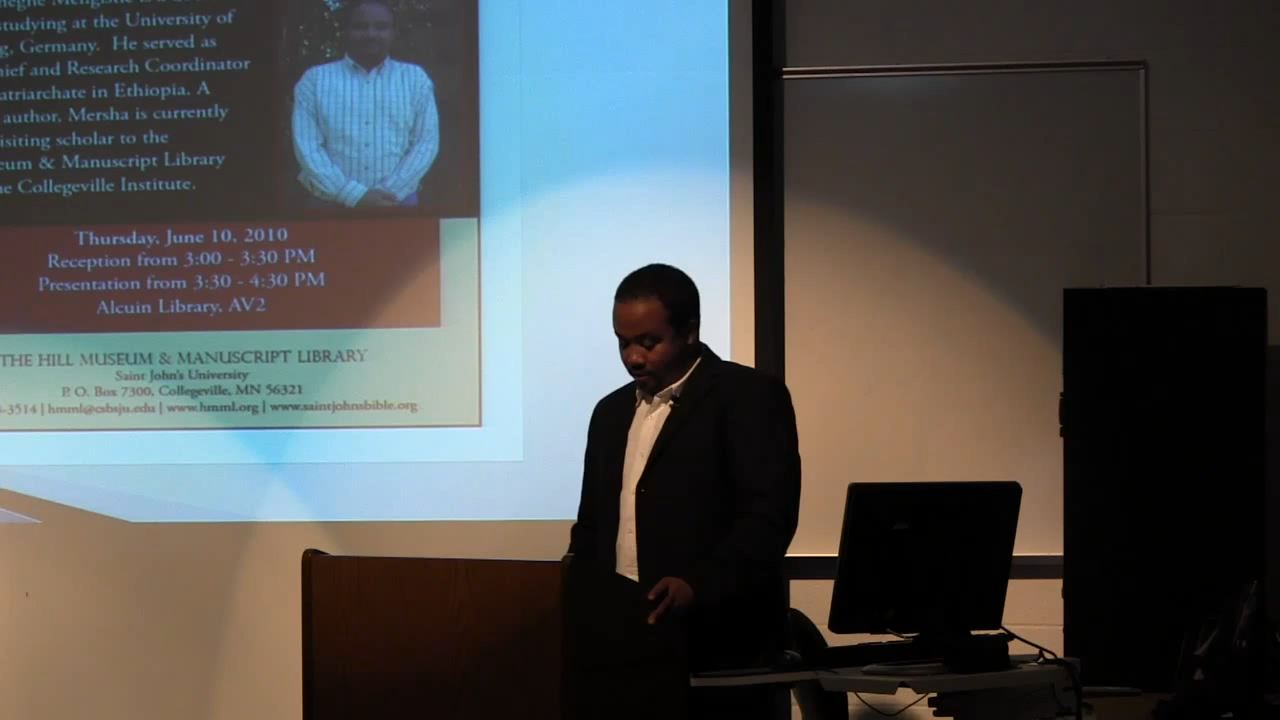 studying at the University of
g, Germany. He served as
hief and Research Coordinator
atriarchate in Ethiopia. A
author, Mersha is currently
isiting scholar to the
eum & Manuscript Library
he Collegeville Institute.
Thursday, June 10, 2010
Reception from 3:00 - 3:30 PM
Presentation from 3:30 - 4:30 PM
Alcuin Library, AV2
THE HILL MUSEUM & MANUSCRIPT LIBRARY
Saint John's University
P. O. Box 7300, Collegeville, MN 56321
-3514 | hmml@csbsju.edu | www.hmml.org | www.saintjohnsbible.org